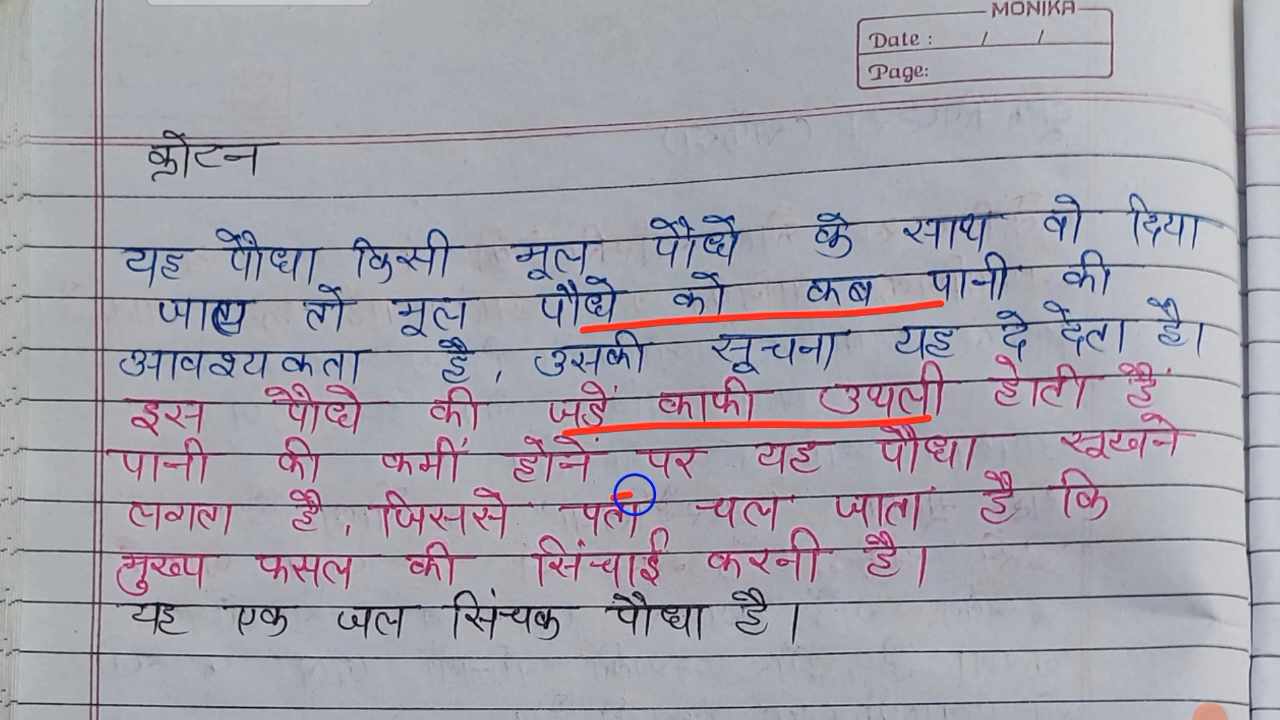 MONIKA
Date : / /
Page:
क्रोटन
यह पौधा किसी मूल पौधे के साथ बो दिया
जाए तो मूल पौधे को कब पानी की
आवश्यकता है, उसकी सूचना यह दे देता है।
इस पौधे की जड़ें काफी उथली होती हैं
पानी की कमीं होनें पर यह पौधा सूखने
लगता है, जिससे पता चल जाता है कि
मुख्य फसल की सिंचाई करनी है।
यह एक जल सिंचक पौधा है।